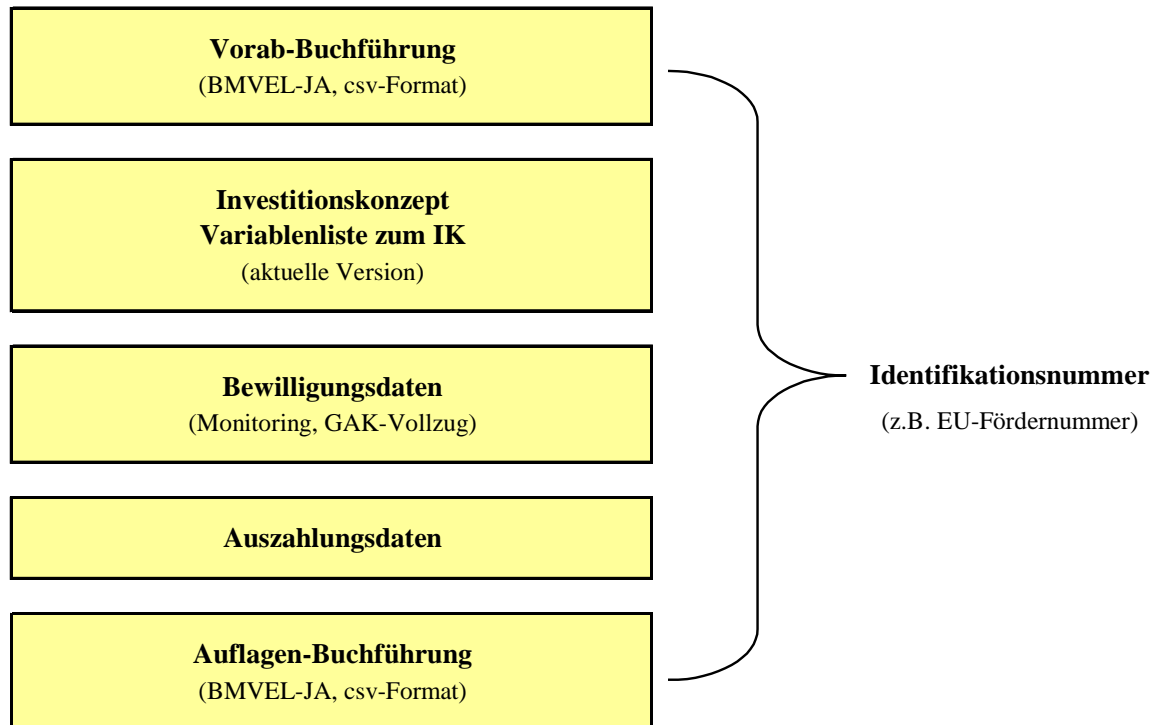 Vorab-Buchführung
(BMVEL-JA, csv-Format)
Investitionskonzept
Variablenliste zum IK
(aktuelle Version)
Bewilligungsdaten
(Monitoring, GAK-Vollzug)
Identifikationsnummer
(z.B. EU-Fördernummer)
Auszahlungsdaten
Auflagen-Buchführung
(BMVEL-JA, csv-Format)